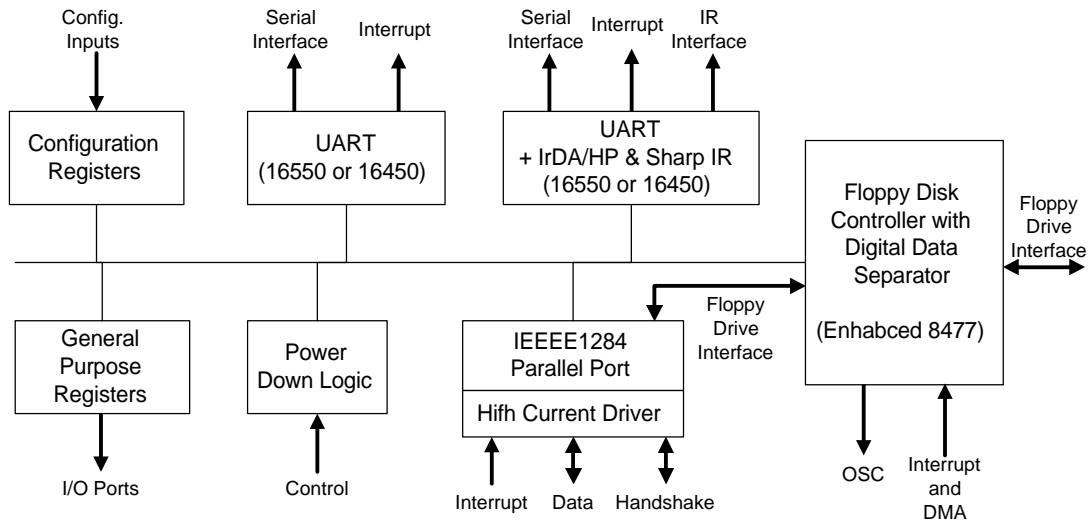 Config.
Inputs
Serial
Interface
Interrupt
Serial
Interface
Interrupt
IR
Interface
Configuration
Registers
UART
(16550 or 16450)
UART
+ IrDA/HP & Sharp IR
(16550 or 16450)
Floppy Disk
Controller with
Digital Data
Separator
(Enhabced 8477)
Floppy
Drive
Interface
General
Purpose
Registers
Power
Down Logic
IEEEE1284
Parallel Port
Hifh Current Driver
Floppy
Drive
Interface
I/O Ports
Control
Interrupt
Data
Handshake
OSC
Interrupt
and
DMA